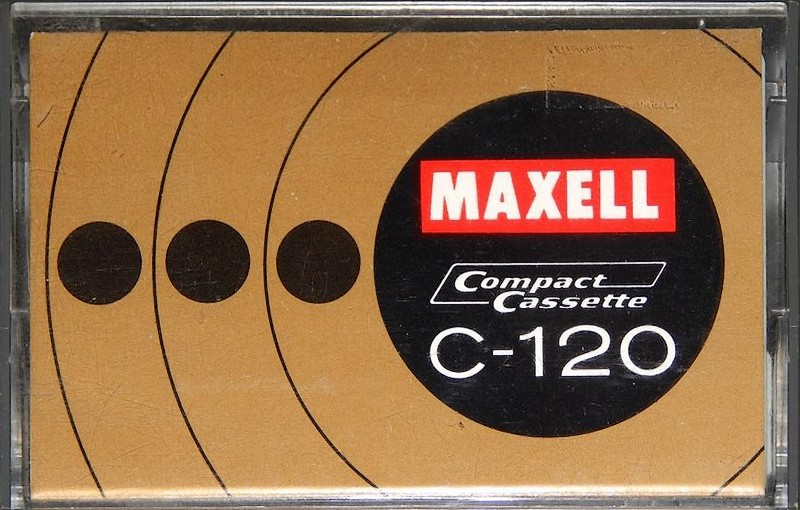 MAXELL
Compact
Cassette
C-120